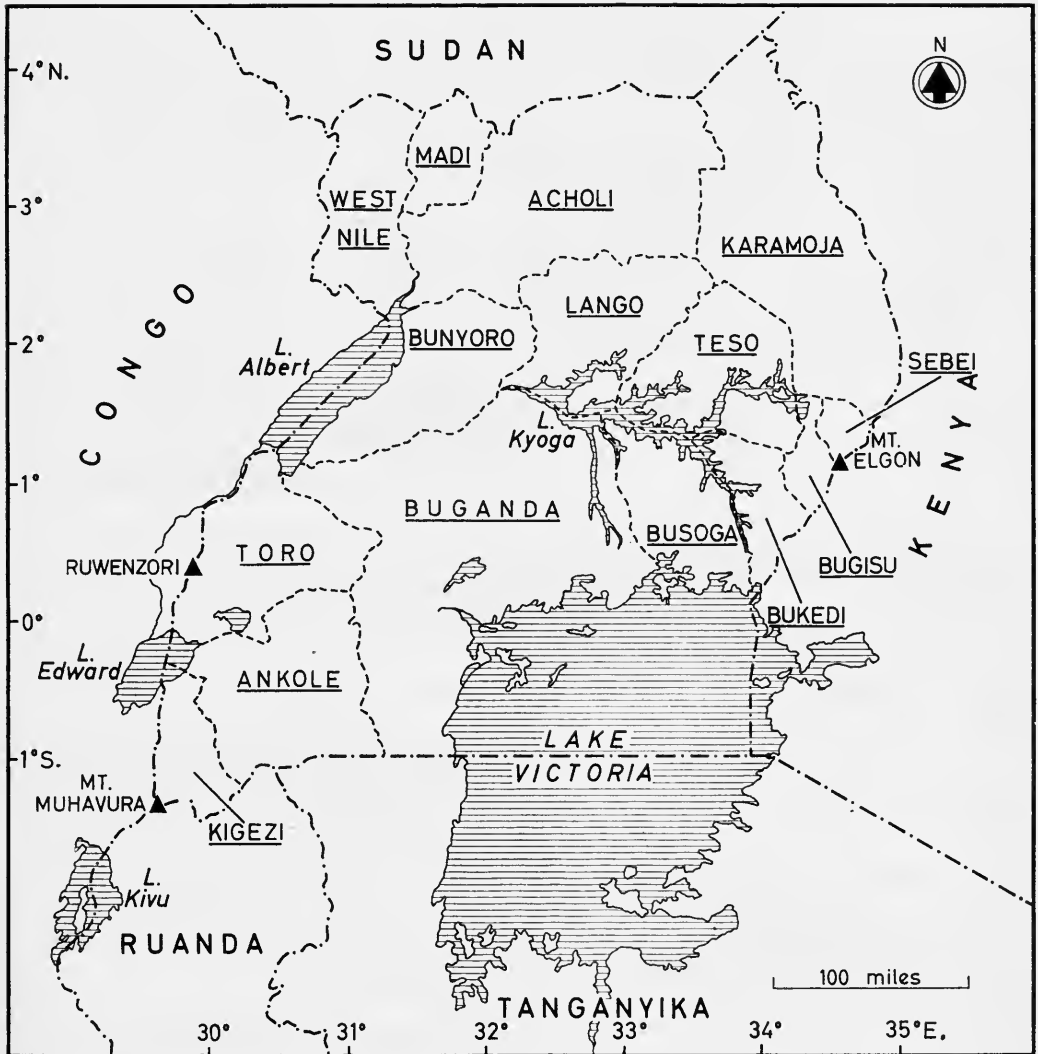 SUDAN
N
4° N.
MADI
WEST
NILE
ACHOLI
3°
KARAMOJA
CONGO
LANGO
2°
L.
Albert
BUNYORO
TESO
SEBEI
L.
Kyoga
MT.
ELGON
KENYA
1°
BUGANDA
BUSOGA
TORO
RUWENZORI
BUGISU
BUKEDI
0°
L.
Edward
ANKOLE
1° S.
LAKE
VICTORIA
MT.
MUHAVURA
KIGEZI
L.
Kivu
RUANDA
100 miles
TANGANYIKA
30° 31° 32° 33° 34° 35° E.